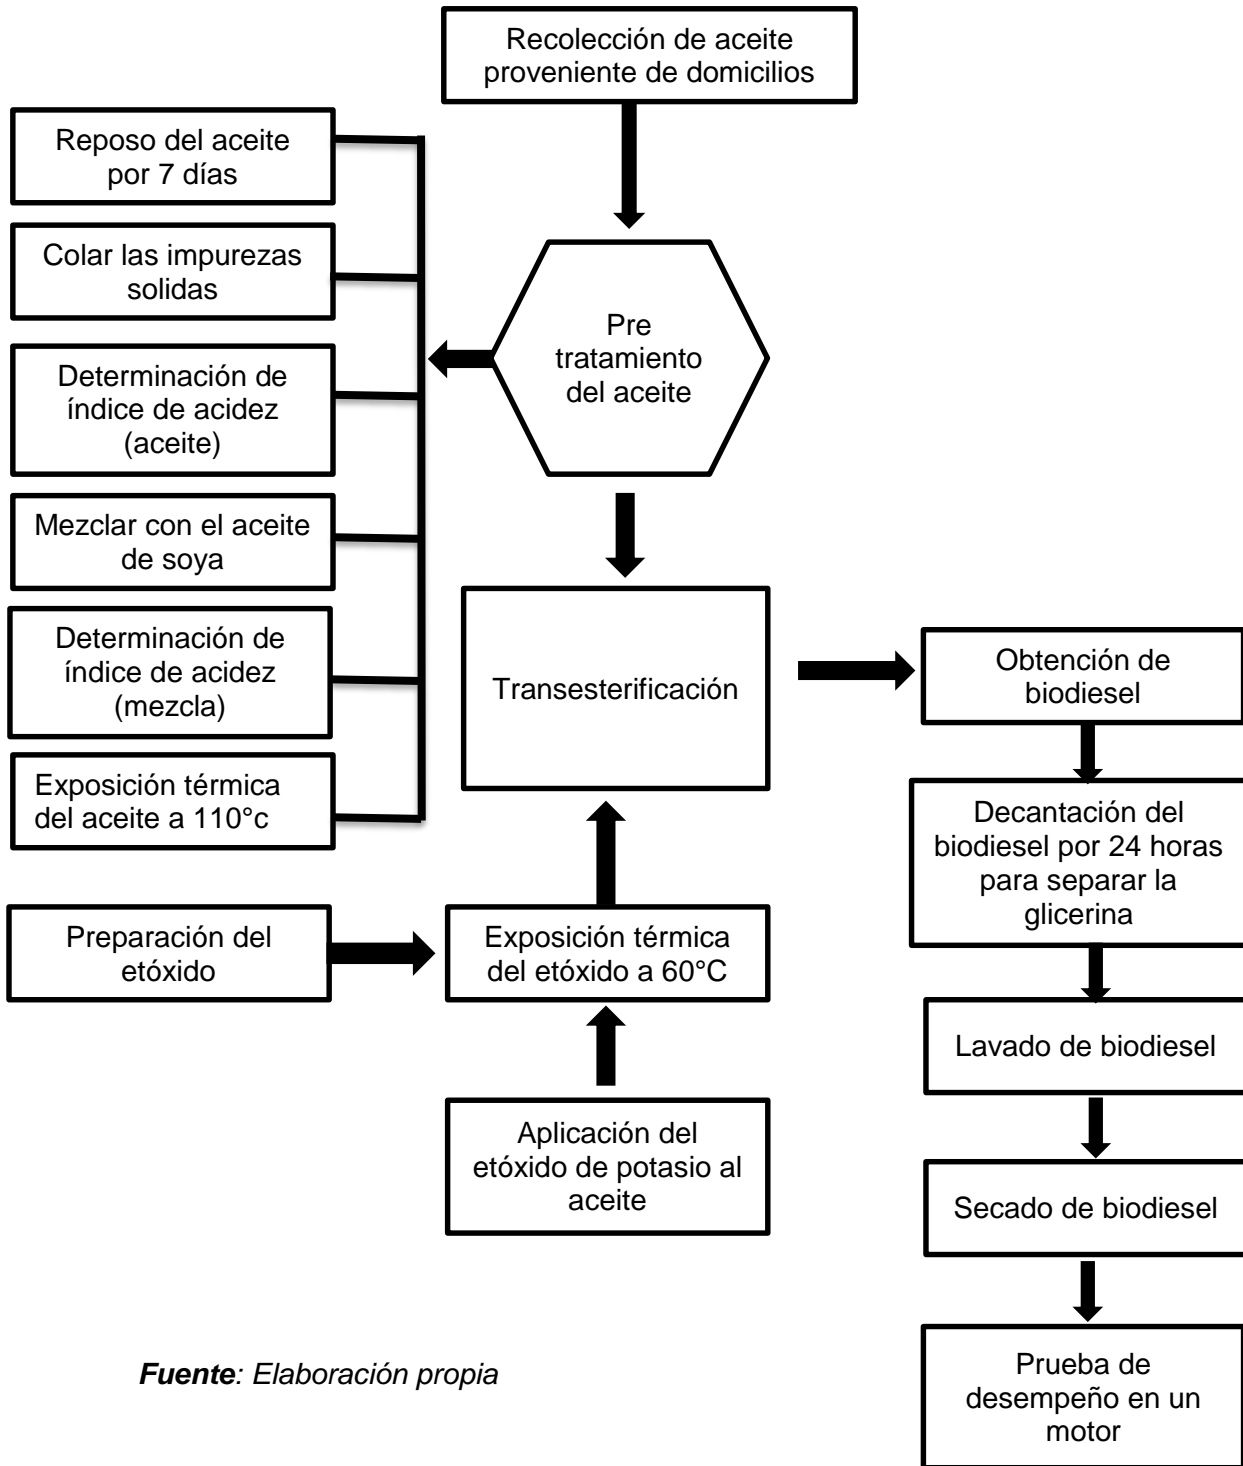 Recolección de aceite
proveniente de domicilios
Reposo del aceite
por 7 días
Colar las impurezas
solidas
Determinación de
índice de acidez
(aceite)
Mezclar con el aceite
de soya
Determinación de
índice de acidez
(mezcla)
Exposición térmica
del aceite a 110°c
Pre
tratamiento
del aceite
Transesterificación
Preparación del
etóxido
Exposición térmica
del etóxido a 60°C
Aplicación del
etóxido de potasio al
aceite
Obtención de
biodiesel
Decantación del
biodiesel por 24 horas
para separar la
glicerina
Lavado de biodiesel
Secado de biodiesel
Prueba de
desempeño en un
motor
Fuente: Elaboración propia